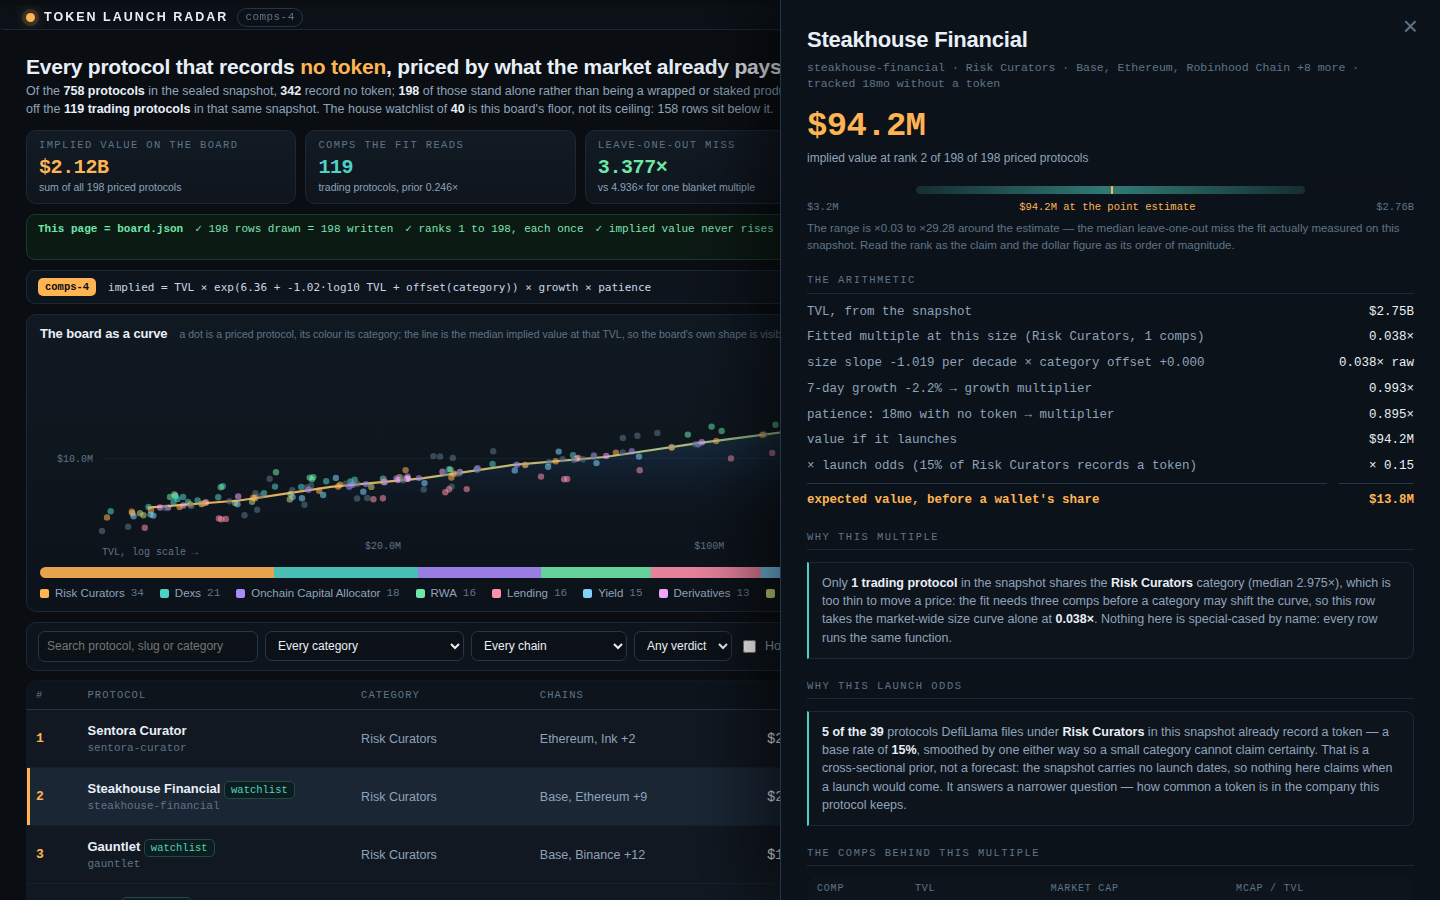 TOKEN LAUNCH RADAR comps-4
Every protocol that records no token, priced by what the market already pays
Of the 758 protocols in the sealed snapshot, 342 record no token; 198 of those stand alone rather than being a wrapped or staked
off the 119 trading protocols in that same snapshot. The house watchlist of 40 is this board's floor, not its ceiling: 158 rows sit below it.
IMPLIED VALUE ON THE BOARD
$2.12B
sum of all 198 priced protocols
COMPS THE FIT READS
119
trading protocols, prior 0.246×
LEAVE-ONE-OUT MISS
3.377×
vs 4.936× for one blanket multiple
This page = board.json ✓ 198 rows drawn = 198 written ✓ ranks 1 to 198, each once ✓ implied value never rises
comps-4 implied = TVL × exp(6.36 + -1.02·log10 TVL + offset(category)) × growth × patience
The board as a curve a dot is a priced protocol, its colour its category; the line is the median implied value at that TVL, so the board's own shape is
$10.0M
TVL, log scale →
$20.0M
$100M
Risk Curators 34 Dexs 21 Onchain Capital Allocator 18 RWA 16 Lending 16 Yield 15 Derivatives 13
Search protocol, slug or category Every category Every chain Any verdict
# PROTOCOL CATEGORY CHAINS
1 Sentora Curator Risk Curators Ethereum, Ink +2
sentora-curator
2 Steakhouse Financial watchlist Risk Curators Base, Ethereum +9
steakhouse-financial
3 Gauntlet watchlist Risk Curators Base, Binance +12
gauntlet
✕
Steakhouse Financial
steakhouse-financial · Risk Curators · Base, Ethereum, Robinhood Chain +8 more ·
tracked 18mo without a token
$94.2M
implied value at rank 2 of 198 of 198 priced protocols
$3.2M $94.2M at the point estimate $2.76B
The range is ×0.03 to ×29.28 around the estimate — the median leave-one-out miss the fit actually measured on this
snapshot. Read the rank as the claim and the dollar figure as its order of magnitude.
THE ARITHMETIC
TVL, from the snapshot $2.75B
Fitted multiple at this size (Risk Curators, 1 comps) 0.038×
size slope -1.019 per decade × category offset +0.000 0.038× raw
7-day growth -2.2% → growth multiplier 0.993×
patience: 18mo with no token → multiplier 0.895×
value if it launches $94.2M
× launch odds (15% of Risk Curators records a token) × 0.15
expected value, before a wallet's share $13.8M
WHY THIS MULTIPLE
Only 1 trading protocol in the snapshot shares the Risk Curators category (median 2.975×), which is
too thin to move a price: the fit needs three comps before a category may shift the curve, so this row
takes the market-wide size curve alone at 0.038×. Nothing here is special-cased by name: every row
runs the same function.
WHY THIS LAUNCH ODDS
5 of the 39 protocols DefiLlama files under Risk Curators in this snapshot already record a token — a
base rate of 15%, smoothed by one either way so a small category cannot claim certainty. That is a
cross-sectional prior, not a forecast: the snapshot carries no launch dates, so nothing here claims when
a launch would come. It answers a narrower question — how common a token is in the company this
protocol keeps.
THE COMPS BEHIND THIS MULTIPLE
COMP TVL MARKET CAP MCAP / TVL